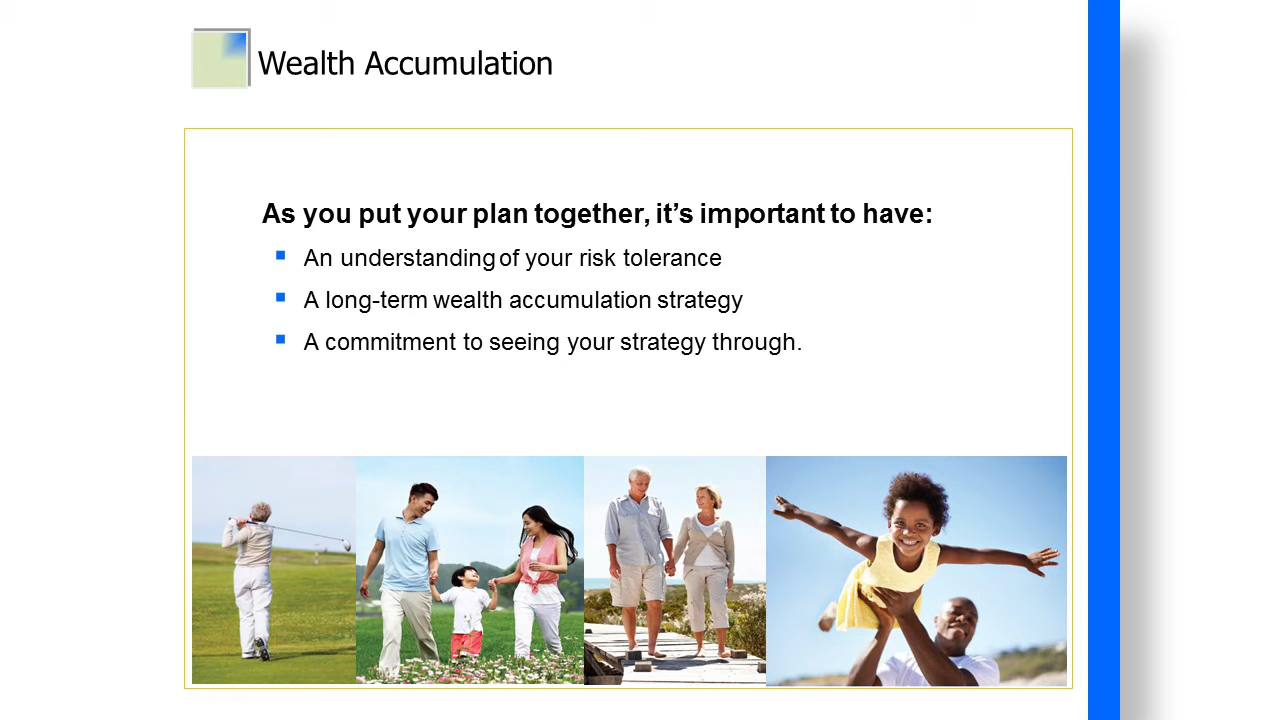 Wealth Accumulation
As you put your plan together, it’s important to have:
An understanding of your risk tolerance
A long-term wealth accumulation strategy
A commitment to seeing your strategy through.